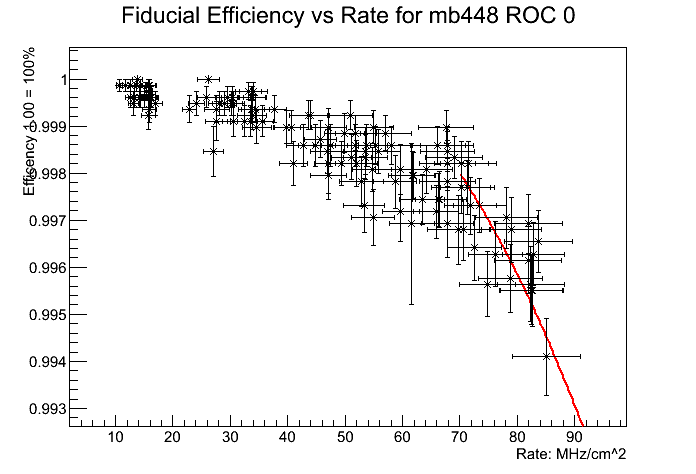 Fiducial Efficiency vs Rate for mb448 ROC 0
Efficency 1.00 = 100%
1
0.999
0.998
0.997
0.996
0.995
0.994
0.993
10 20 30 40 50 60 70 80 90
Rate: MHz/cm^2